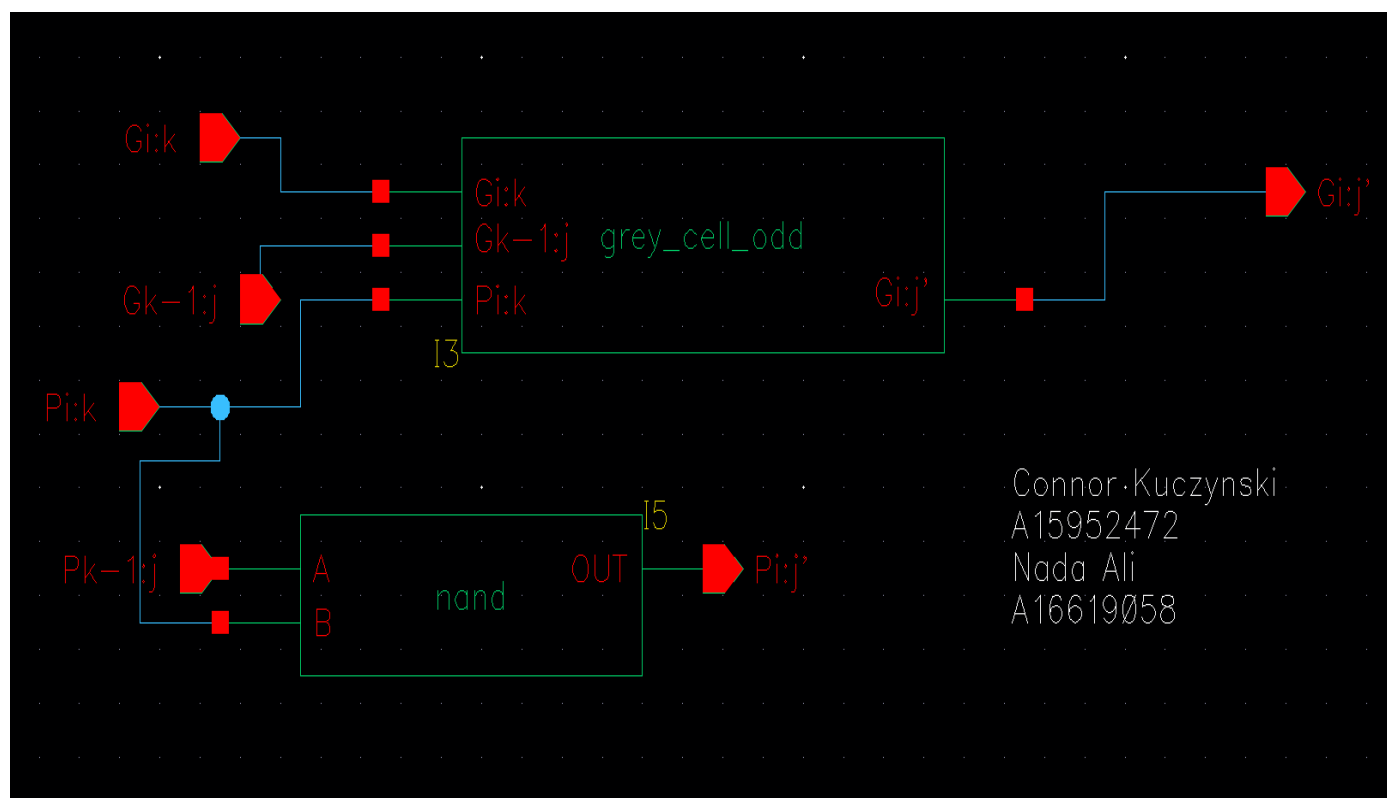 Gi:k
Gi:k
Gi:j'
Gk-1:j
grey_cell_odd
Gk-1:j
Pi:k
Gi:j'
I3
Pi:k
Connor Kuczynski
A15952472
Nada Ali
A16619058
I5
Pk-1:j
A
OUT
Pi:j'
nand
B